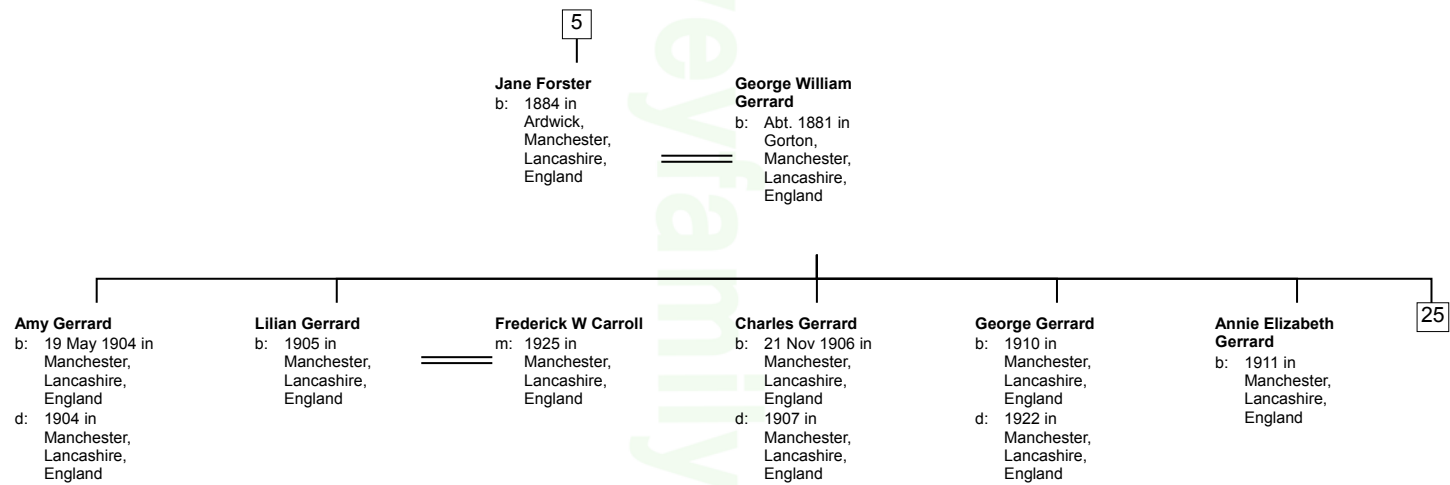 5
Jane Forster
b: 1884 in
Ardwick,
Manchester,
Lancashire,
England
George William
Gerrard
b: Abt. 1881 in
Gorton,
Manchester,
Lancashire,
England
Amy Gerrard
b: 19 May 1904 in
Manchester,
Lancashire,
England
d: 1904 in
Manchester,
Lancashire,
England
Lilian Gerrard
b: 1905 in
Manchester,
Lancashire,
England
Frederick W Carroll
m: 1925 in
Manchester,
Lancashire,
England
Charles Gerrard
b: 21 Nov 1906 in
Manchester,
Lancashire,
England
d: 1907 in
Manchester,
Lancashire,
England
George Gerrard
b: 1910 in
Manchester,
Lancashire,
England
d: 1922 in
Manchester,
Lancashire,
England
Annie Elizabeth
Gerrard
b: 1911 in
Manchester,
Lancashire,
England
25
eyfamily